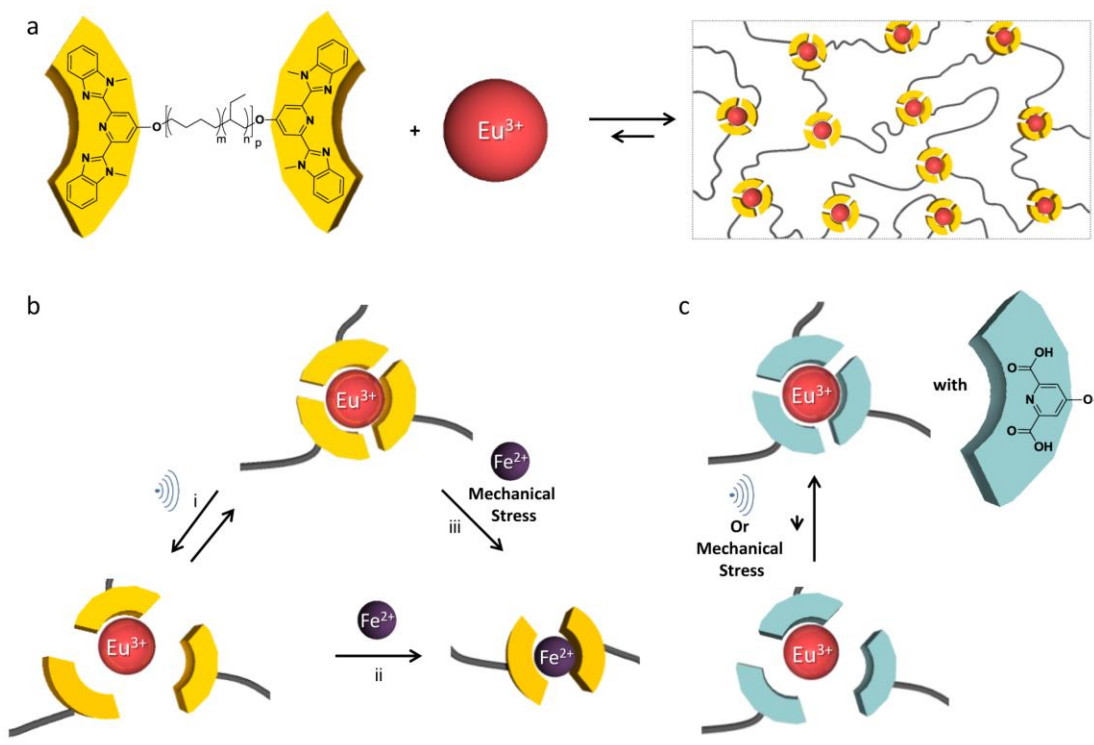 a
N
N
N
N
N
O
m
n
p
O
N
N
N
N
N
+
Eu³⁺
b
Eu³⁺
Fe²⁺
Mechanical
Stress
i
iii
Eu³⁺
Fe²⁺
ii
Fe²⁺
c
Eu³⁺
with
O
OH
N
O
O
OH
Or
Mechanical
Stress
Eu³⁺